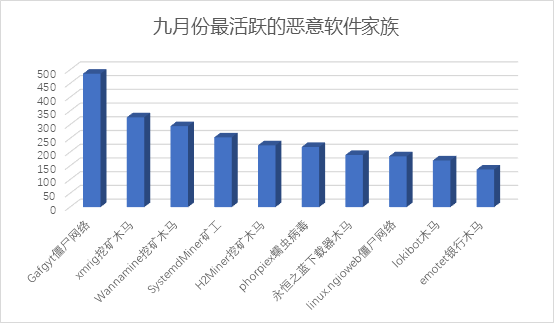 九月份最活跃的恶意软件家族
500
450
400
350
300
250
200
150
100
50
0
Gafgyt僵尸网络
xmrig挖矿木马
Wannamine挖矿木马
SystemdMiner矿工
H2Miner挖矿木马
phorpiex蠕虫病毒
永恒之蓝下载器木马
linux.ngioweb僵尸网络
lokibot木马
emotet银行木马